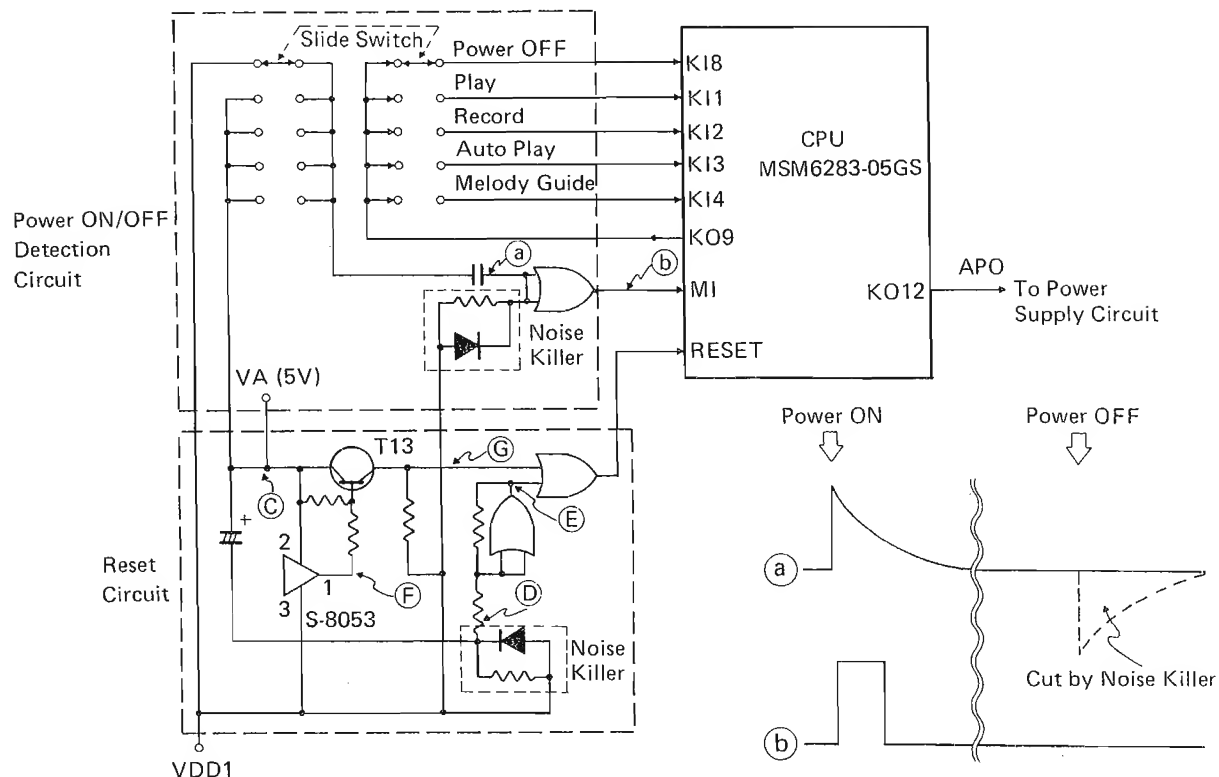 Slide Switch
Power OFF
Play
Record
Auto Play
Melody Guide
KI8
KI1
KI2
KI3
KI4
KO9
MI
RESET
CPU
MSM6283-05GS
KO12
APO
To Power
Supply Circuit
Power ON/OFF
Detection
Circuit
a
b
Noise
Killer
VA (5V)
T13
G
C
E
+
2
1
3
F
D
S-8053
Reset
Circuit
Noise
Killer
VDD1
Power ON
Power OFF
a
Cut by Noise Killer
b